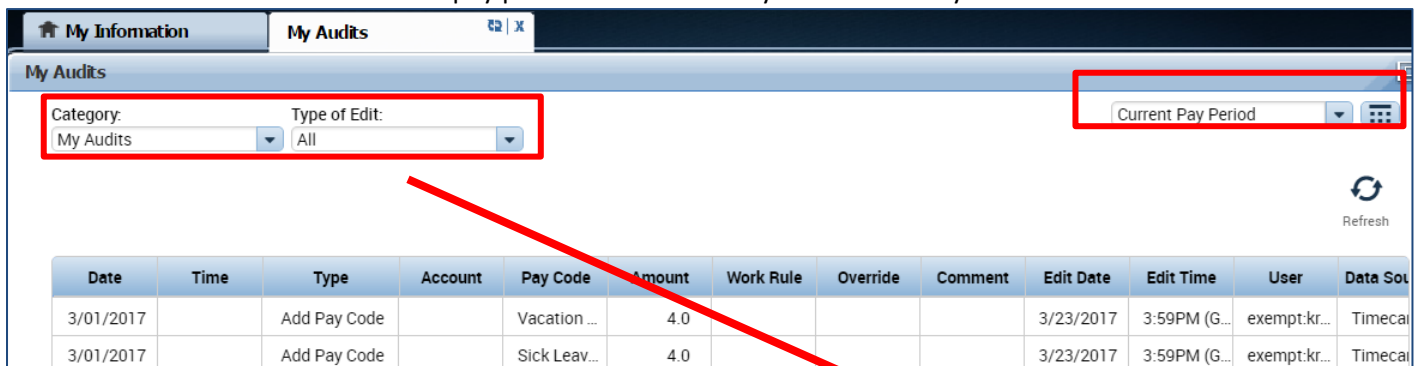 My Information My Audits
My Audits
Category: Type of Edit:
My Audits All Current Pay Period
Refresh
Date Time Type Account Pay Code Amount Work Rule Override Comment Edit Date Edit Time User Data Sou
3/01/2017 Add Pay Code Vacation ... 4.0 3/23/2017 3:59PM (G... exempt:kr... Timecar
3/01/2017 Add Pay Code Sick Leav... 4.0 3/23/2017 3:59PM (G... exempt:kr... Timecar